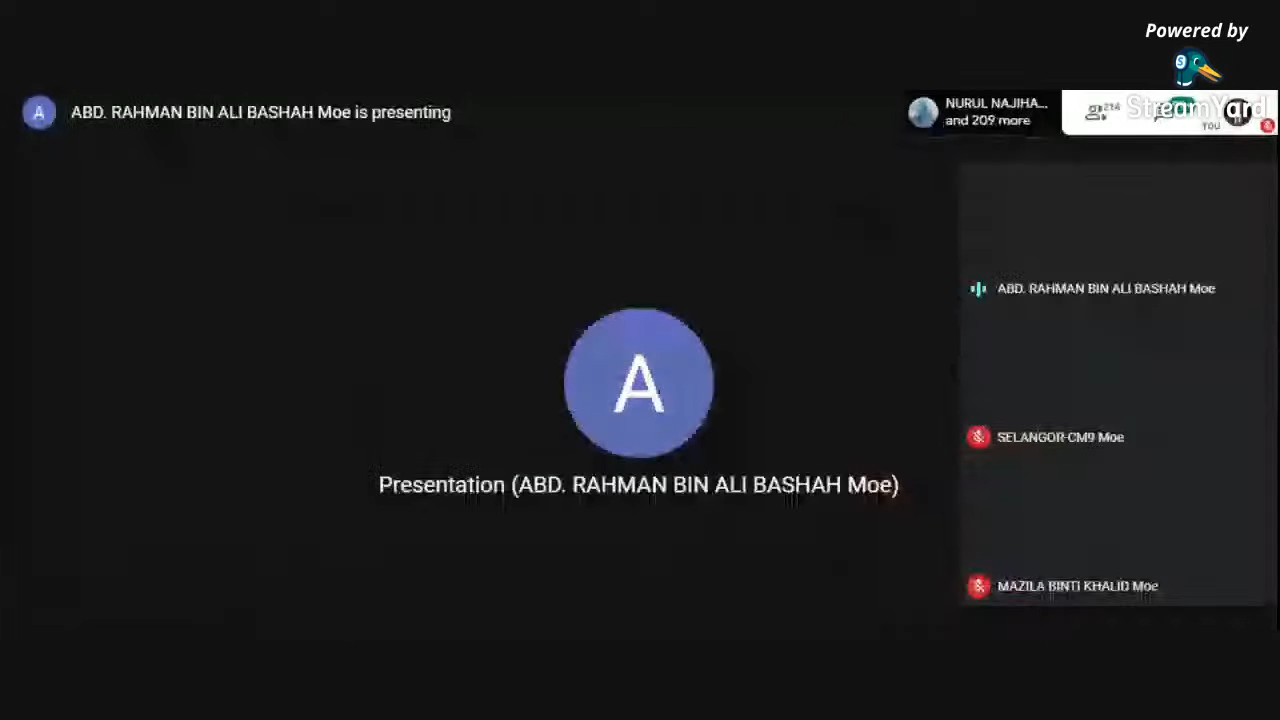 Powered by
StreamYard
A
ABD. RAHMAN BIN ALI BASHAH Moe is presenting
NURUL NAJIHA...
and 209 more
214
You
ABD. RAHMAN BIN ALI BASHAH Moe
A
SELANGOR-CM9 Moe
Presentation (ABD. RAHMAN BIN ALI BASHAH Moe)
MAZILA BINTI KHALID Moe